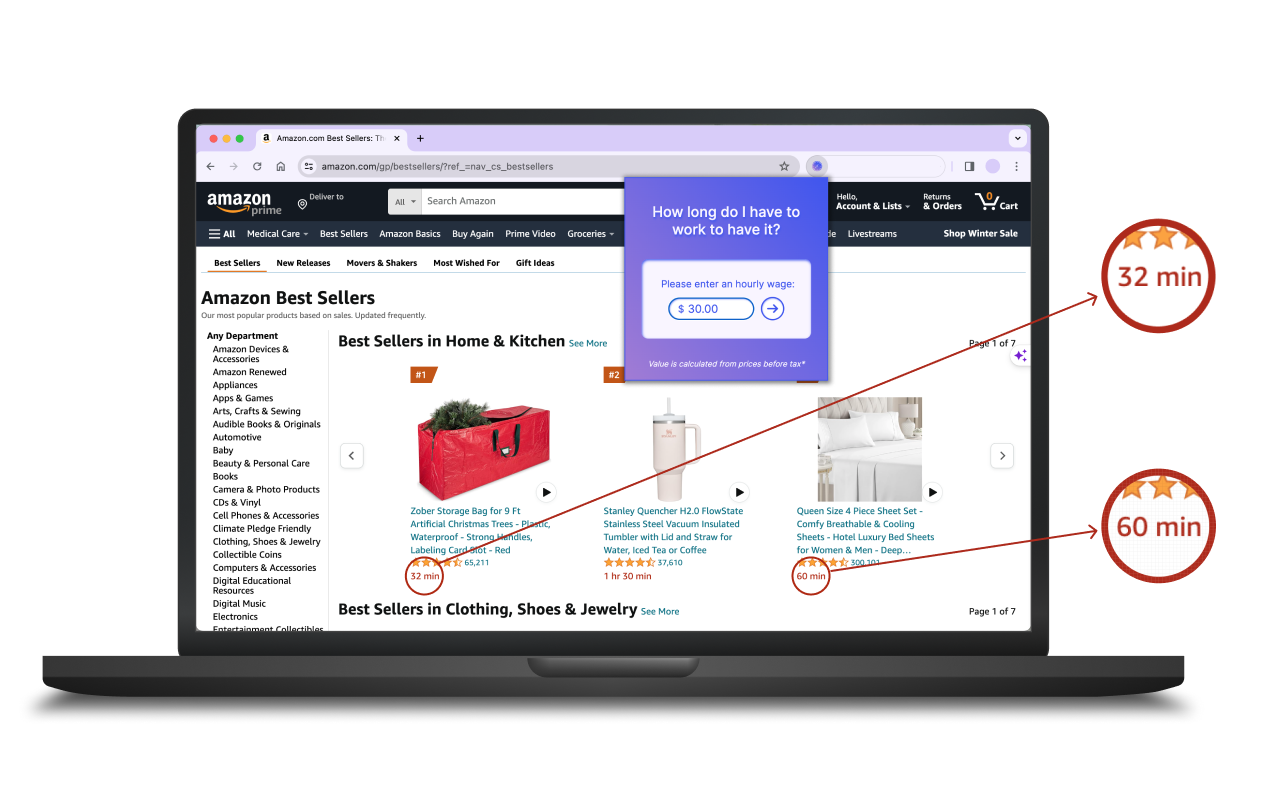 Amazon.com Best Sellers: Th
amazon.com/gp/bestsellers/?ref_=nav_cs_bestsellers
amazon
prime
Deliver to
All
Search Amazon
Hello,
Account & Lists
Returns
& Orders
0
Cart
All
Medical Care
Best Sellers
Amazon Basics
Buy Again
Prime Video
Groceries
Livestreams
Shop Winter Sale
How long do I have to
work to have it?
Please enter an hourly wage:
$ 30.00
Value is calculated from prices before tax*
Best Sellers
New Releases
Movers & Shakers
Most Wished For
Gift Ideas
Amazon Best Sellers
Our most popular products based on sales. Updated frequently.
Any Department
Amazon Devices &
Accessories
Amazon Renewed
Appliances
Apps & Games
Arts, Crafts & Sewing
Audible Books & Originals
Automotive
Baby
Beauty & Personal Care
Books
Camera & Photo Products
CDs & Vinyl
Cell Phones & Accessories
Climate Pledge Friendly
Clothing, Shoes & Jewelry
Collectible Coins
Computers & Accessories
Digital Educational
Resources
Digital Music
Electronics
Entertainment Collectibles
Best Sellers in Home & Kitchen See More
Page 1 of 7
#1
Zober Storage Bag for 9 Ft
Artificial Christmas Trees - Plastic,
Waterproof - Strong Handles,
Labeling Card Slot - Red
65,211
32 min
#2
Stanley Quencher H2.0 FlowState
Stainless Steel Vacuum Insulated
Tumbler with Lid and Straw for
Water, Iced Tea or Coffee
37,610
1 hr 30 min
Queen Size 4 Piece Sheet Set -
Comfy Breathable & Cooling
Sheets - Hotel Luxury Bed Sheets
for Women & Men - Deep...
300,101
60 min
Best Sellers in Clothing, Shoes & Jewelry See More
Page 1 of 7
32 min
60 min